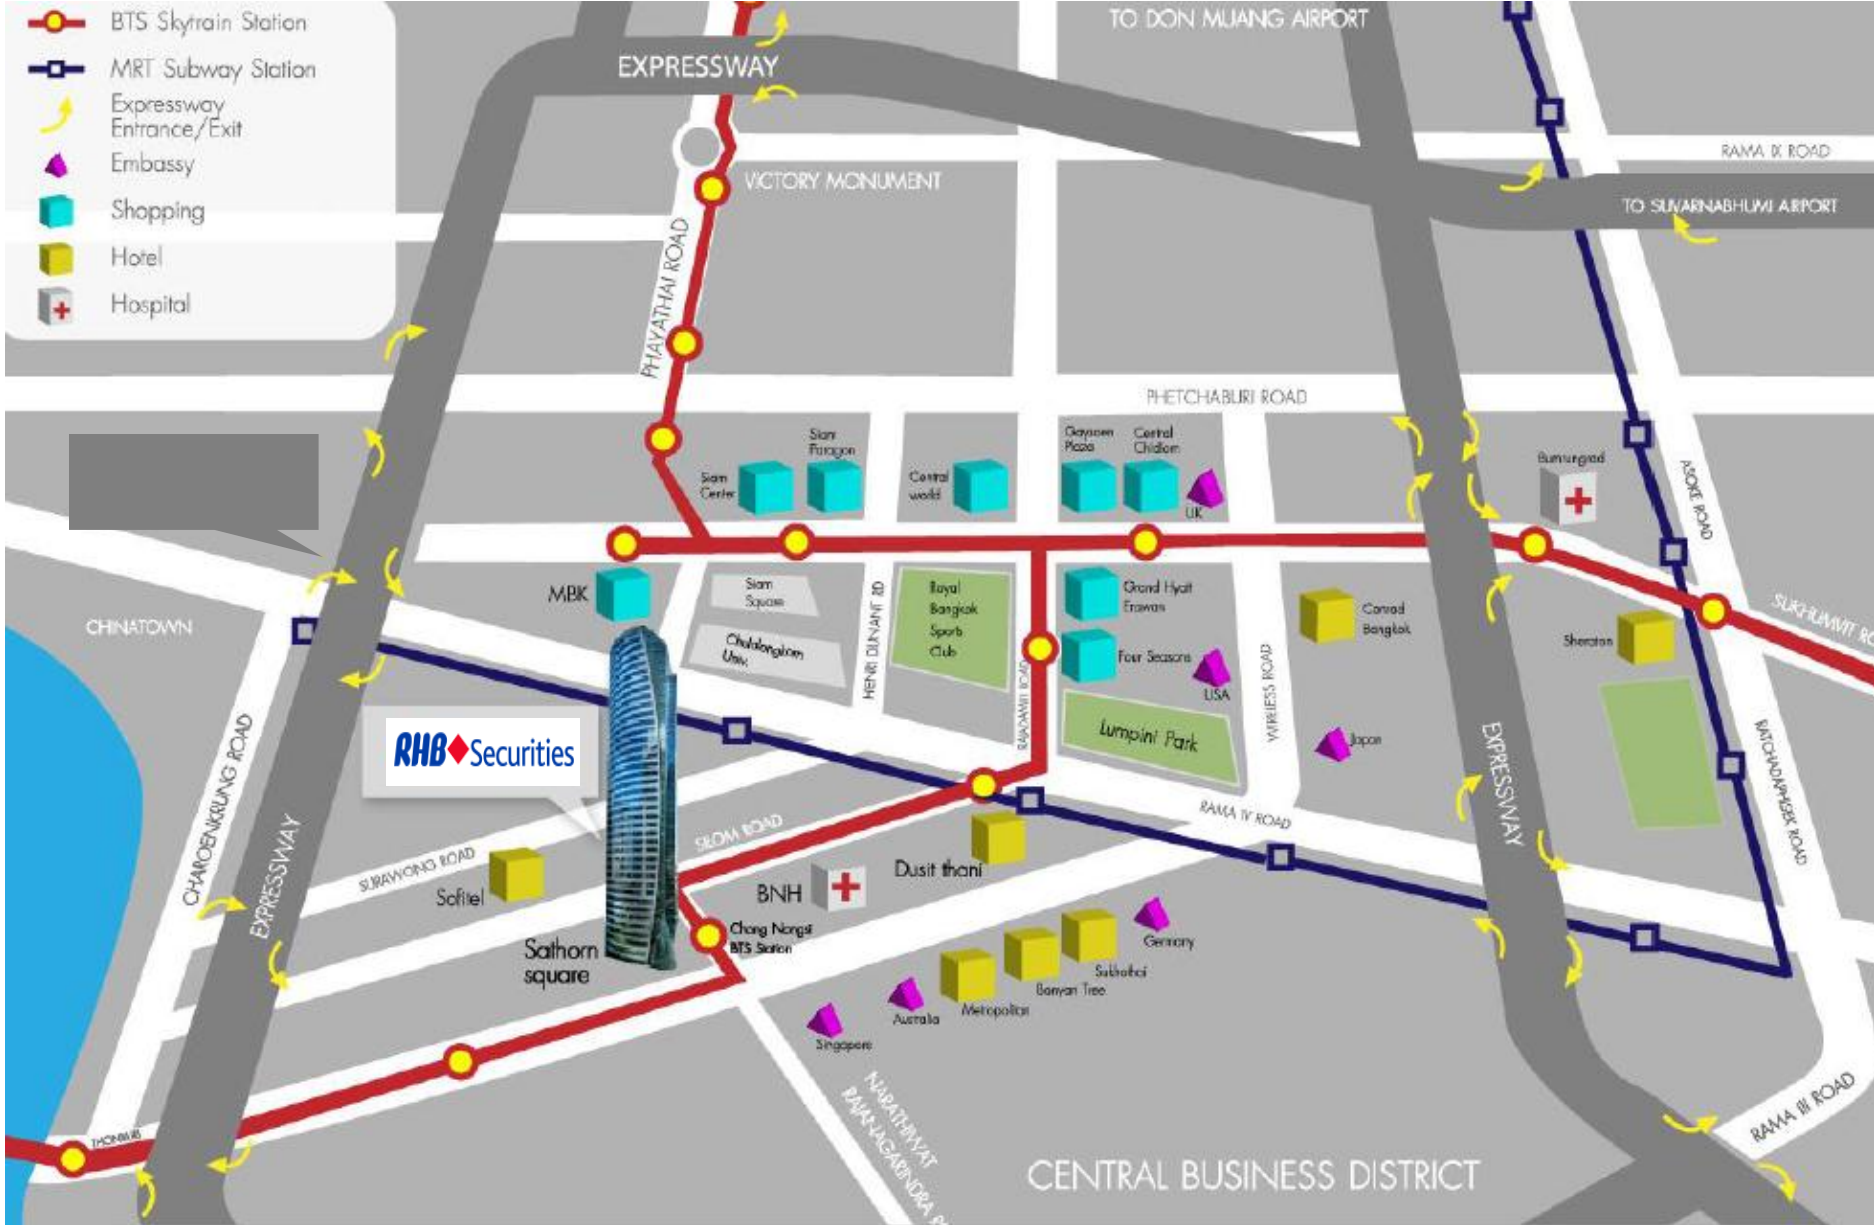 BTS Skytrain Station
MRT Subway Station
Expressway
Entrance/Exit
Embassy
Shopping
Hotel
Hospital
EXPRESSWAY
TO DON MUANG AIRPORT
RAMA IX ROAD
TO SUVARNABHUMI AIRPORT
VICTORY MONUMENT
PHAYATHAI ROAD
PHETCHABURI ROAD
Siam
Paragon
Siam
Center
Central
world
Gaysorn
Plaza
Central
Chidlom
UK
Bumrungrad
ASOKE ROAD
CHINATOWN
MBK
Siam
Square
Chulalongkorn
Univ.
HENRI DUNANT RD
Royal
Bangkok
Sports
Club
RAJADAMRI ROAD
Grand Hyatt
Erawan
Four Seasons
USA
WIRELESS ROAD
Conrad
Bangkok
Sheraton
SUKHUMVIT RO
Lumpini Park
Japan
RHB Securities
CHAROENKRUNG ROAD
EXPRESSWAY
SURAWONG ROAD
SILOM ROAD
RAMA IV ROAD
EXPRESSWAY
RATCHADAPHISEK ROAD
Sofitel
BNH
Dusit thani
Chong Nongsi
BTS Station
Sathorn
square
Germany
Sukhothai
Banyan Tree
Metropolitan
Australia
Singapore
NARATHIWAT
RAJANAGARINDRA R
RAMA III ROAD
CENTRAL BUSINESS DISTRICT